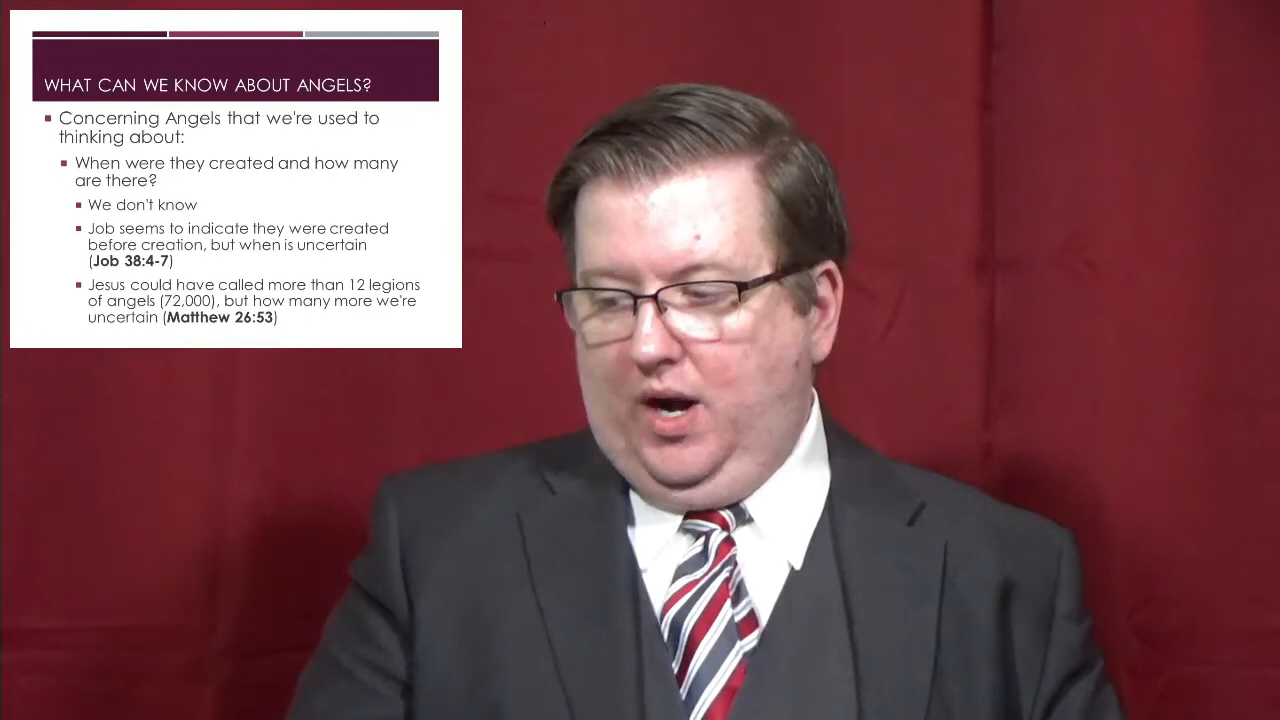 WHAT CAN WE KNOW ABOUT ANGELS?
▪ Concerning Angels that we're used to
thinking about:
▪ When were they created and how many
are there?
▪ We don't know
▪ Job seems to indicate they were created
before creation, but when is uncertain
(Job 38:4-7)
▪ Jesus could have called more than 12 legions
of angels (72,000), but how many more we're
uncertain (Matthew 26:53)